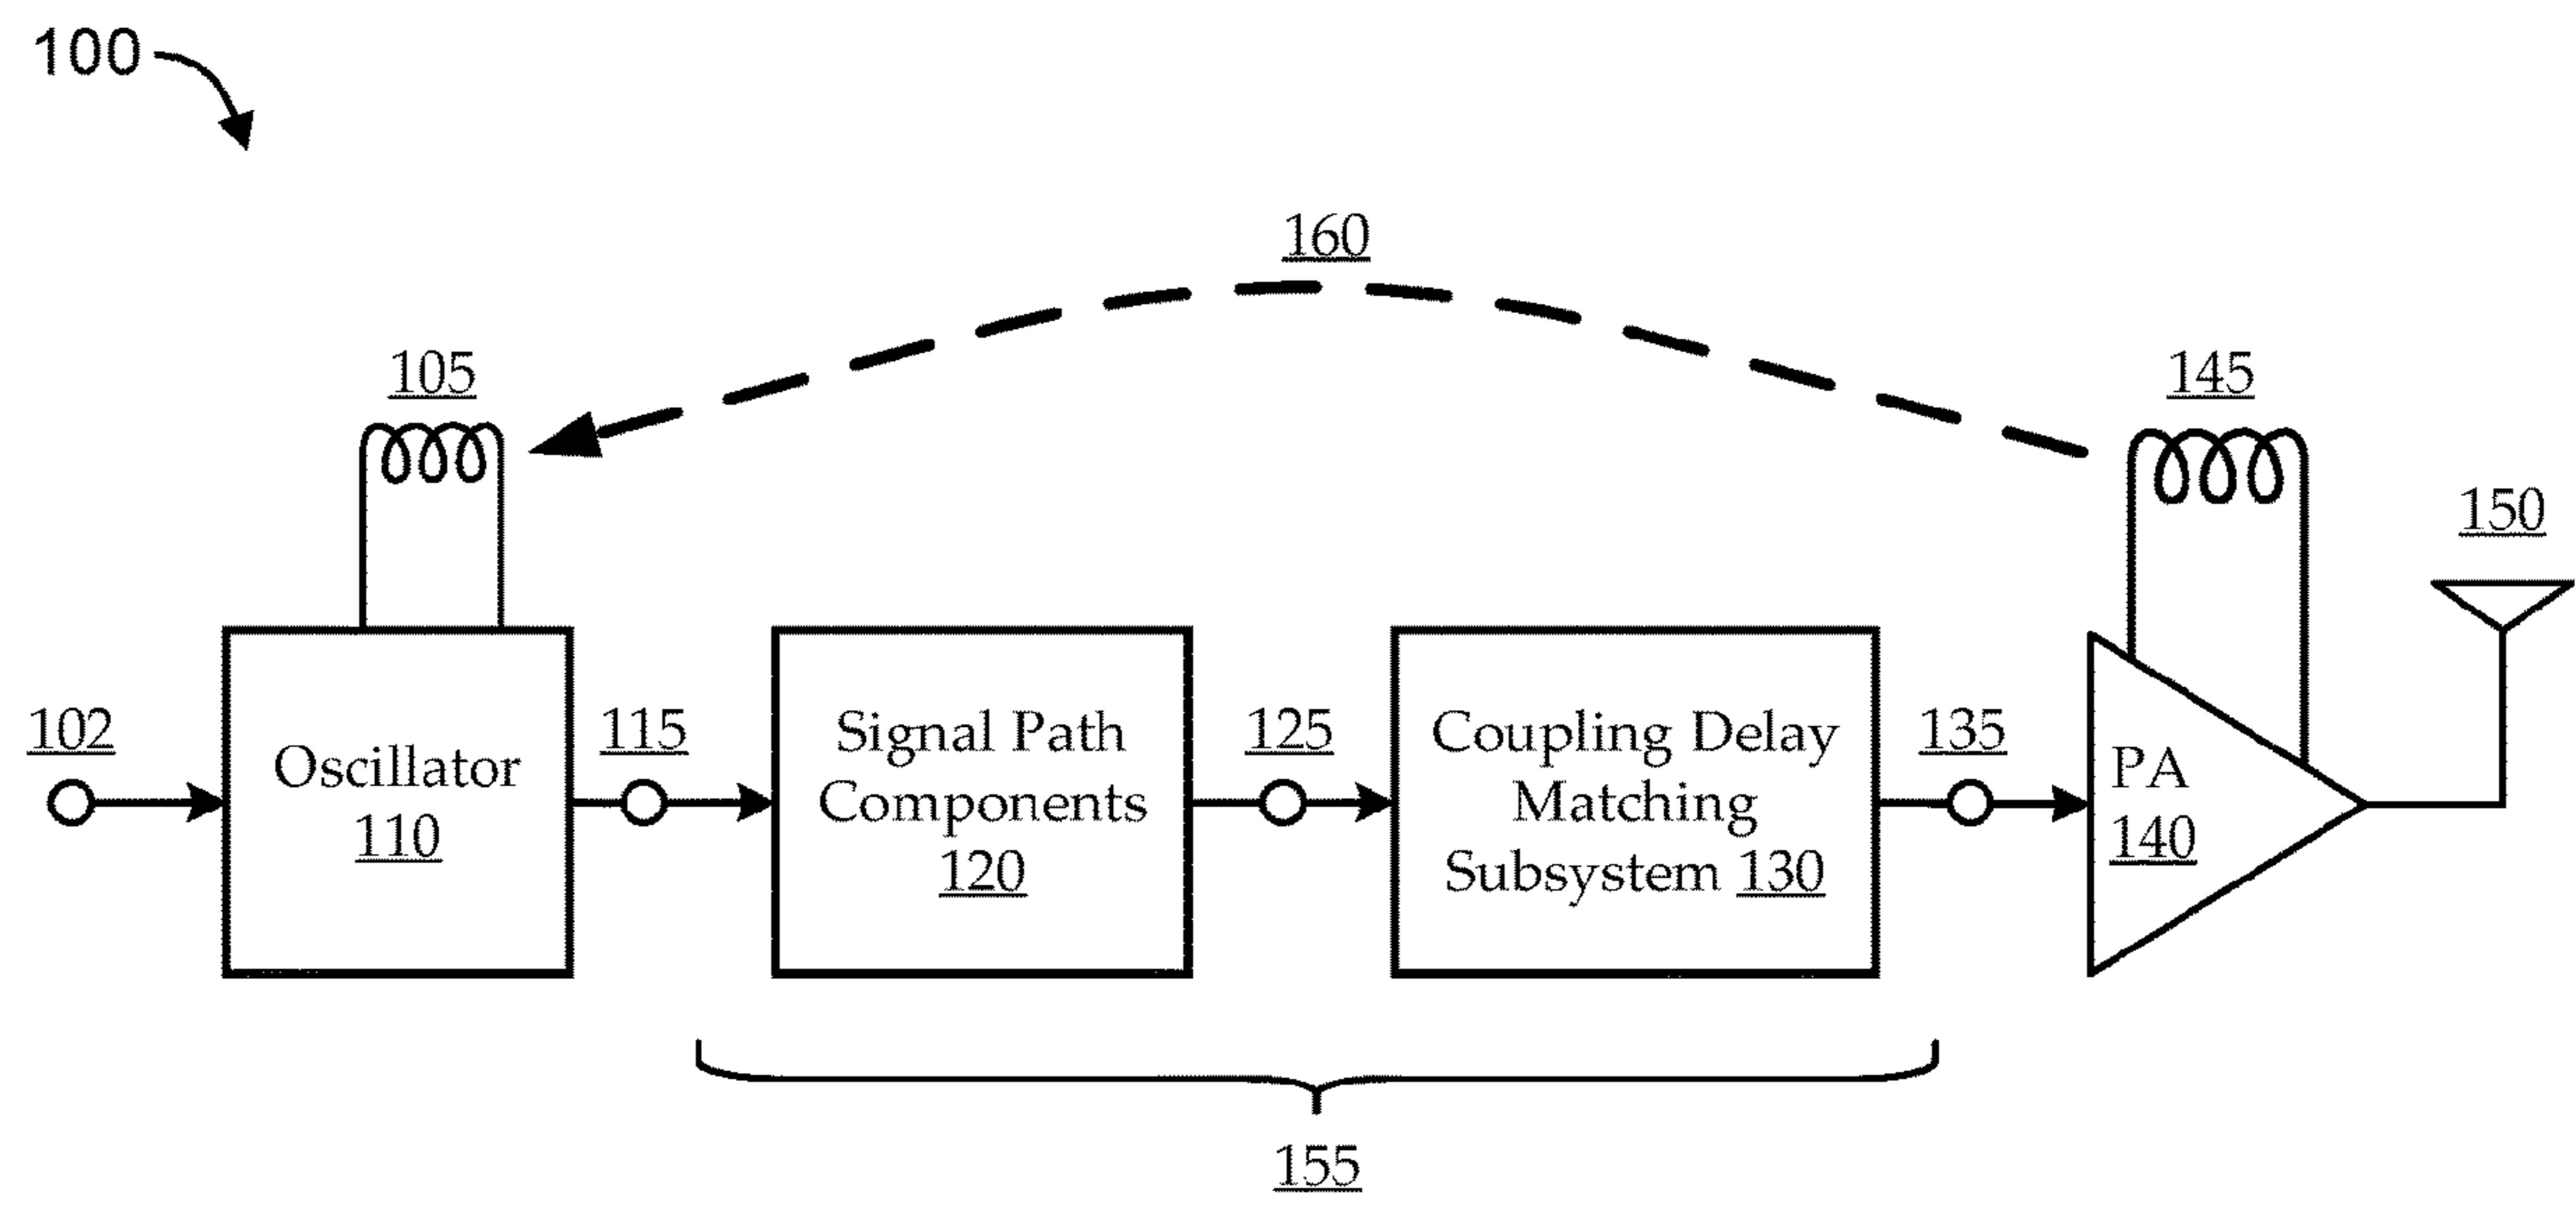 100
160
105
145
150
102
Oscillator
110
115
Signal Path
Components
120
125
Coupling Delay
Matching
Subsystem 130
135
PA
140
155